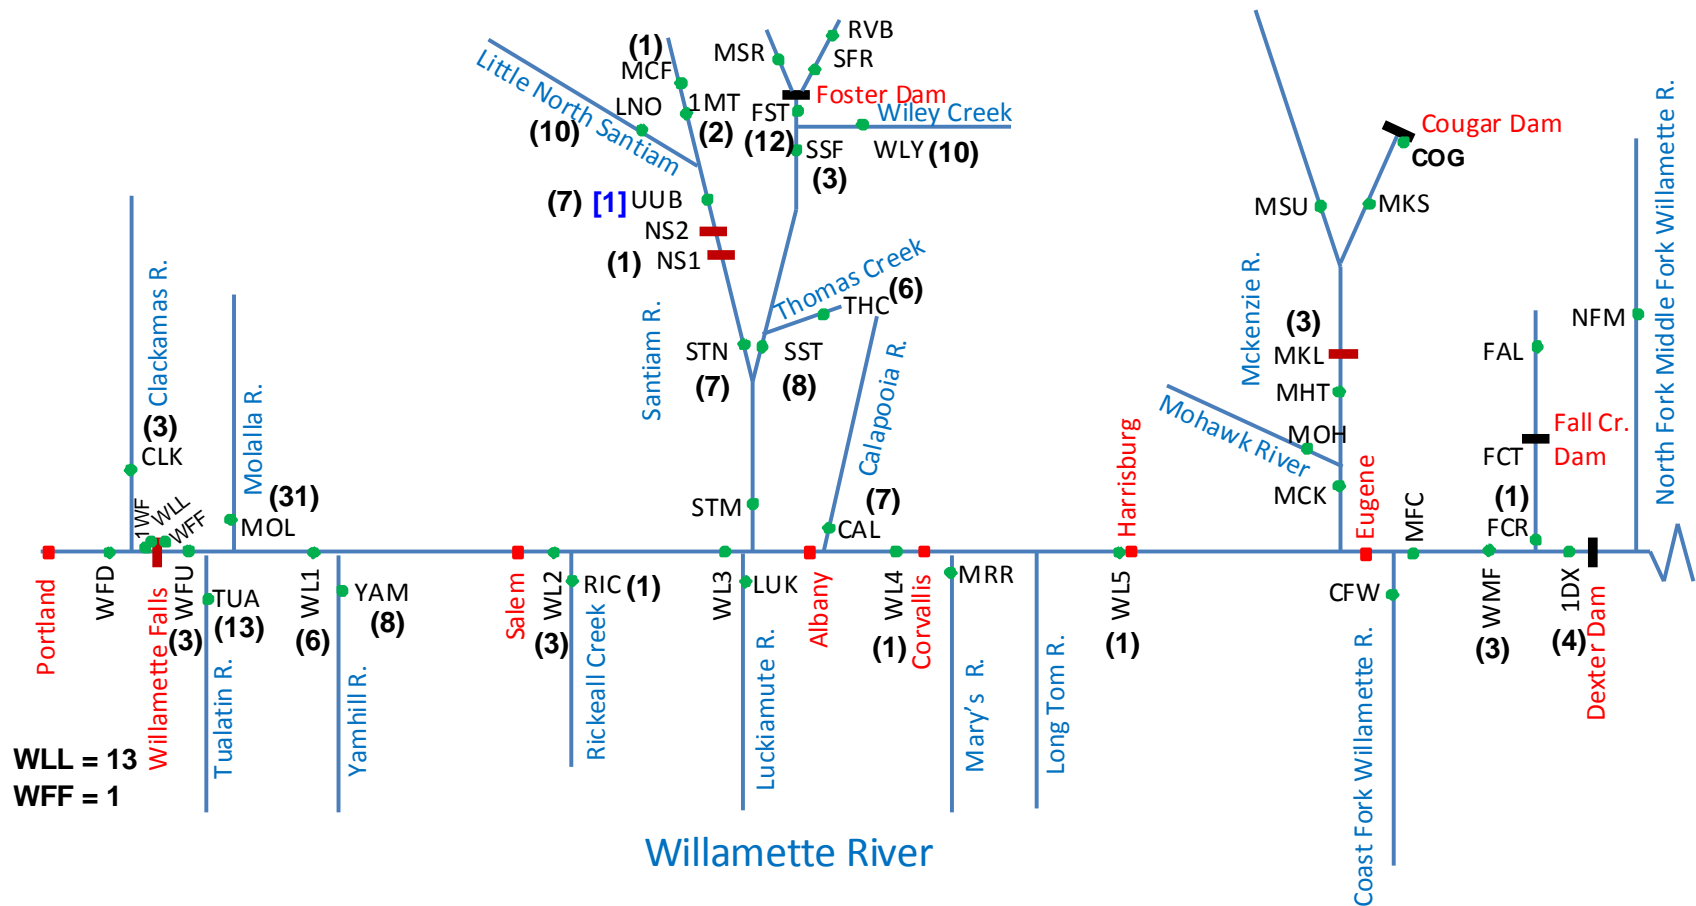 (1)
MCF
Little North Santiam
LNO
(10)
1MT
(2)
MSR
RVB
SFR
Foster Dam
FST
(12)
Wiley Creek
WLY (10)
SSF
(3)
(7) [1] UUB
NS2
(1) NS1
Thomas Creek
THC
(6)
STN
(7)
SST
(8)
Santiam R.
Calapooia R.
STM
(7)
CAL
Cougar Dam
COG
MSU
MKS
Mckenzie R.
(3)
MKL
MHT
Mohawk River
MOH
MCK
NFM
North Fork Middle Fork Willamette R.
FAL
Fall Cr.
Dam
FCT
(1)
FCR
Clackamas R.
(3)
CLK
Molalla R.
(31)
MOL
1WF
WLL
WFF
Harrisburg
Eugene
MFC
Portland
WFD
Willamette Falls
WFU
(3)
TUA
(13)
Tualatin R.
WL1
(6)
YAM
(8)
Yamhill R.
Salem
WL2
(3)
RIC (1)
Rickeall Creek
WL3
LUK
Luckiamute R.
Albany
WL4
(1)
Corvallis
MRR
Mary's R.
Long Tom R.
WL5
(1)
CFW
Coast Fork Willamette R.
WMF
(3)
1DX
(4)
Dexter Dam
WLL = 13
WFF = 1
Willamette River